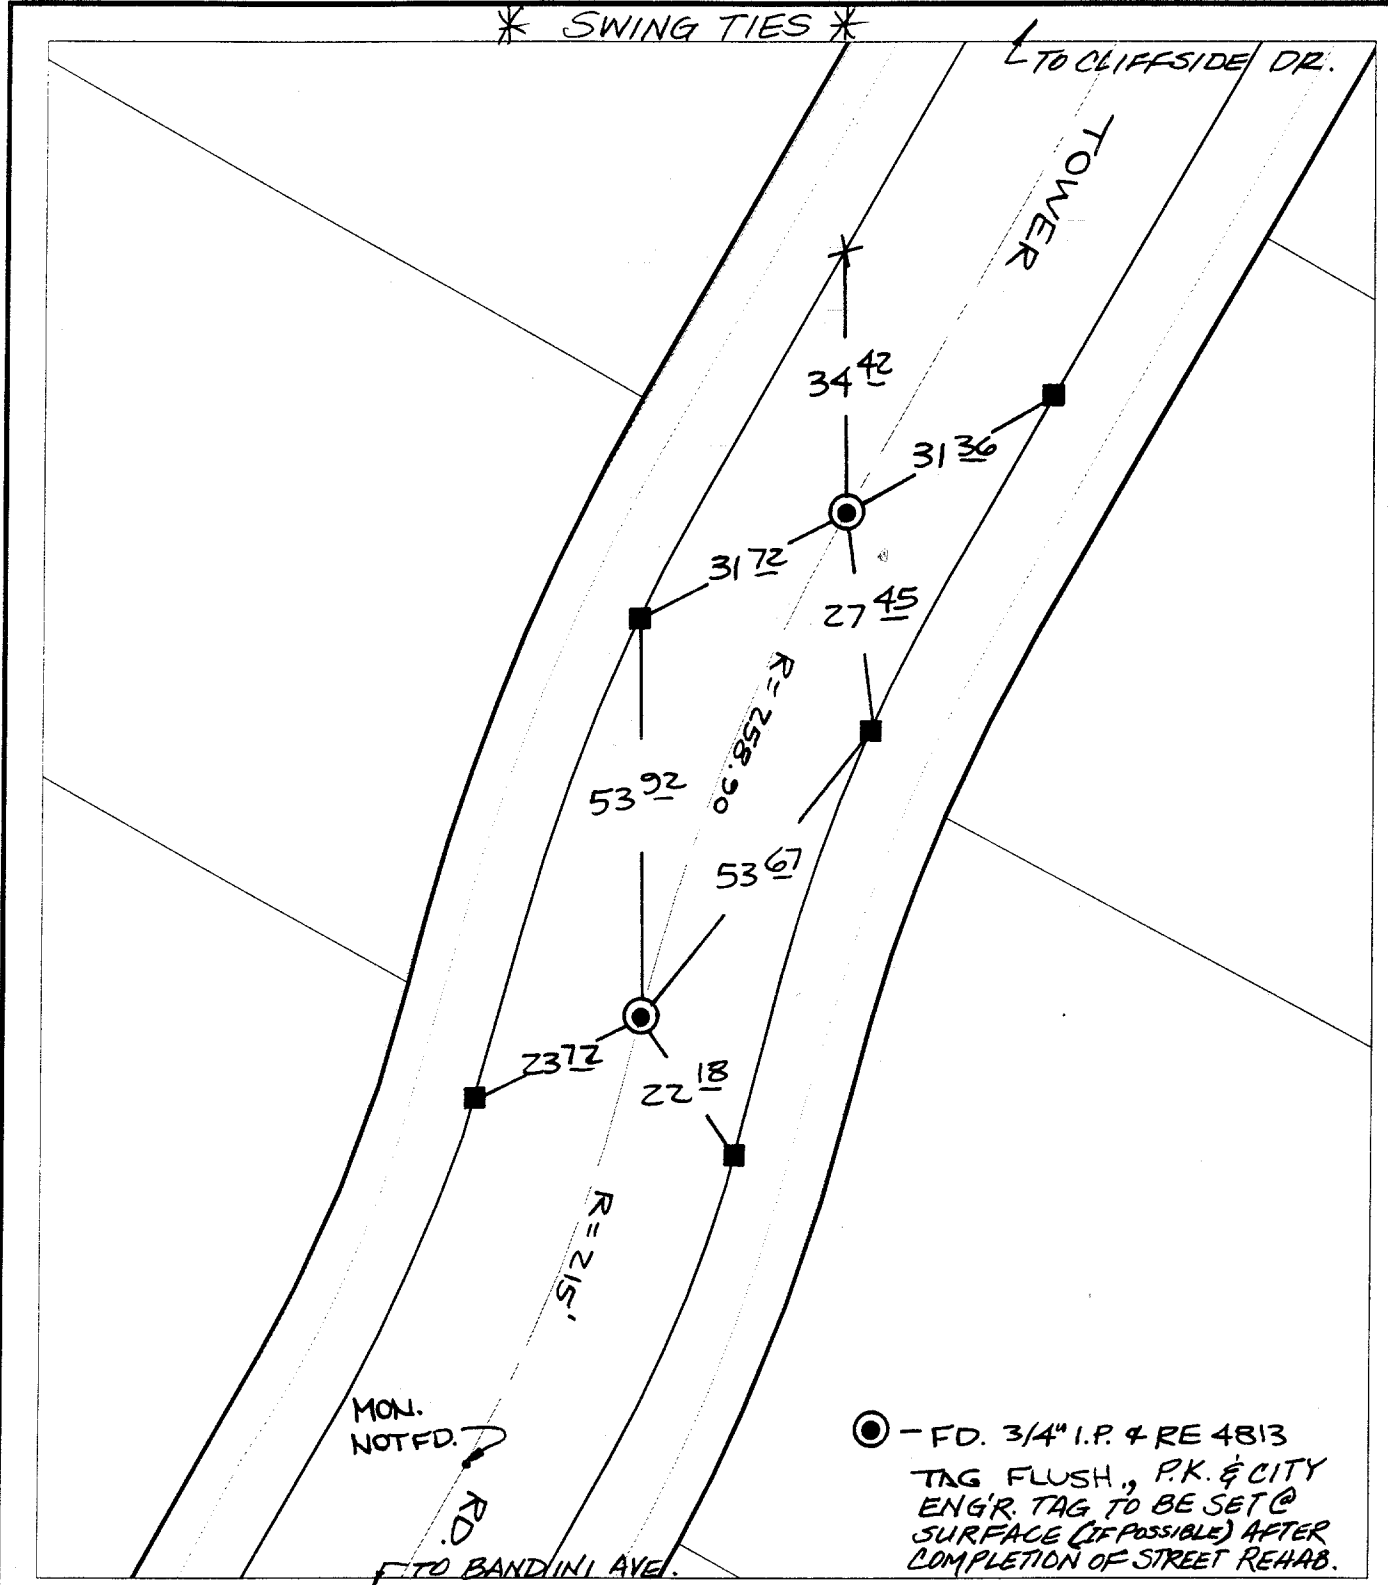 * SWING TIES *
TO CLIFFSIDE DR.
TOWER
34 42
31 36
31 72
27 45
R=258.90
53 92
53 67
23 72
22 18
R=215'
MON.
NOT FD.
RD.
TO BANDINI AVE.
- FD. 3/4" I.P. & RE 4813
TAG FLUSH., P.K. & CITY
ENG'R. TAG TO BE SET @
SURFACE (IF POSSIBLE) AFTER
COMPLETION OF STREET REHAB.